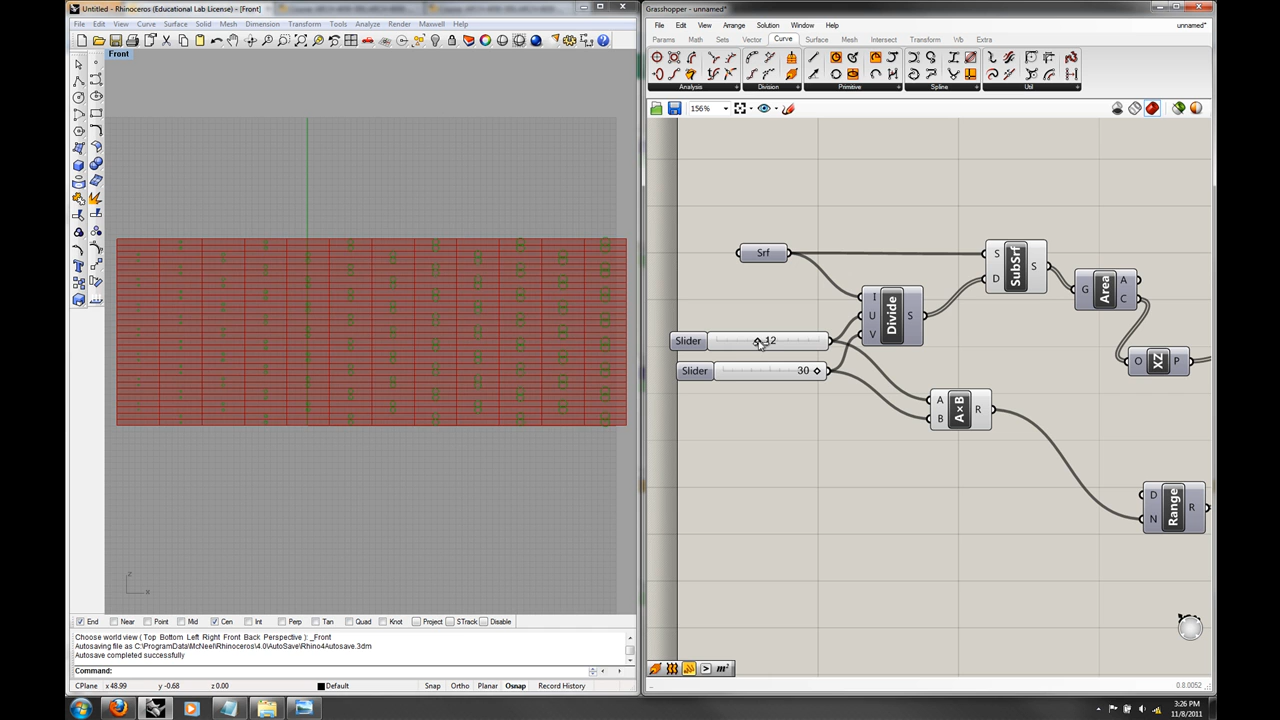 Untitled - Rhinoceros (Educational Lab License) - [Front]
File Edit View Curve Surface Solid Mesh Dimension Transform Tools Analyze Render Maxwell Help
Front
z
x
End Near Point Mid Cen Int Perp Tan Quad Knot Project STrack Disable
Choose world view ( Top Bottom Left Right Front Back Perspective ): _Front
Autosaving file as C:\ProgramData\McNeel\Rhinoceros\4.0\AutoSave\Rhino4Autosave.3dm
Autosave completed successfully
Command:
CPlane x 48.99 y -0.68 z 0.00 Default Snap Ortho Planar Osnap Record History
Grasshopper - unnamed*
File Edit View Arrange Solution Window Help unnamed*
Params Math Sets Vector Curve Surface Mesh Intersect Transform Wb Extra
Analysis Division Primitive Spline Util
156%
Srf
S D SubSrf S
G Area A C
I U V Divide S
Slider 12
O XZ P
Slider 30
A B A×B R
D N Range R
m²
0.8.0052
3:26 PM
11/8/2011